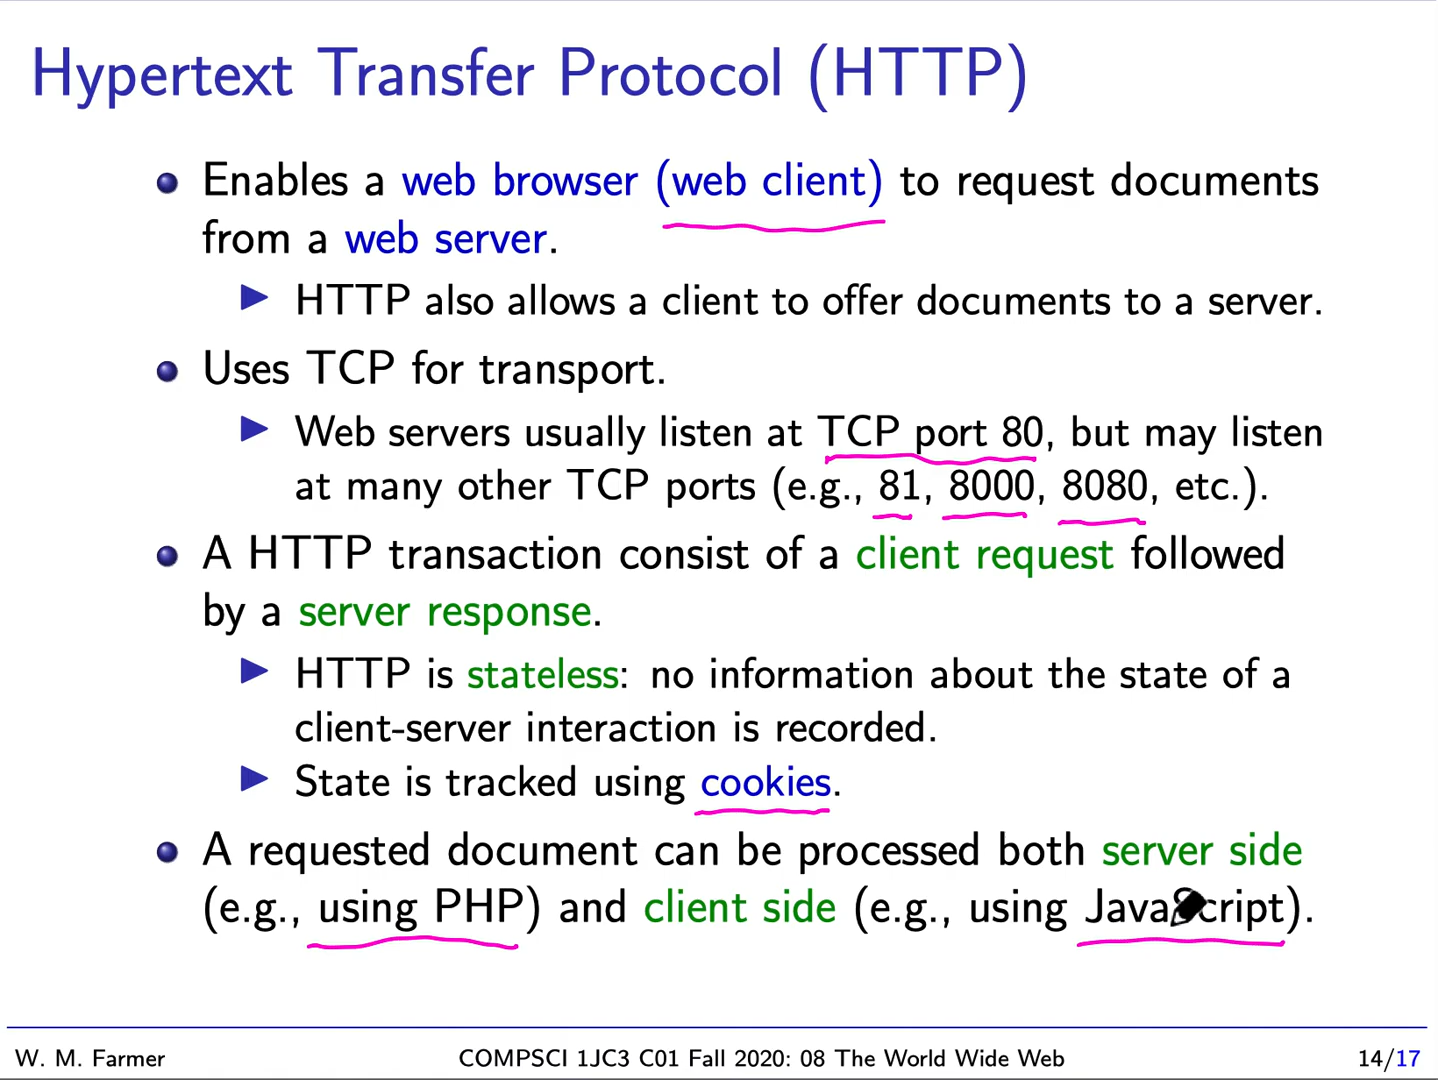 Hypertext Transfer Protocol (HTTP)
Enables a web browser (web client) to request documents
from a web server.
HTTP also allows a client to offer documents to a server.
Uses TCP for transport.
Web servers usually listen at TCP port 80, but may listen
at many other TCP ports (e.g., 81, 8000, 8080, etc.).
A HTTP transaction consist of a client request followed
by a server response.
HTTP is stateless: no information about the state of a
client-server interaction is recorded.
State is tracked using cookies.
A requested document can be processed both server side
(e.g., using PHP) and client side (e.g., using JavaScript).
W. M. Farmer COMPSCI 1JC3 C01 Fall 2020: 08 The World Wide Web 14/17